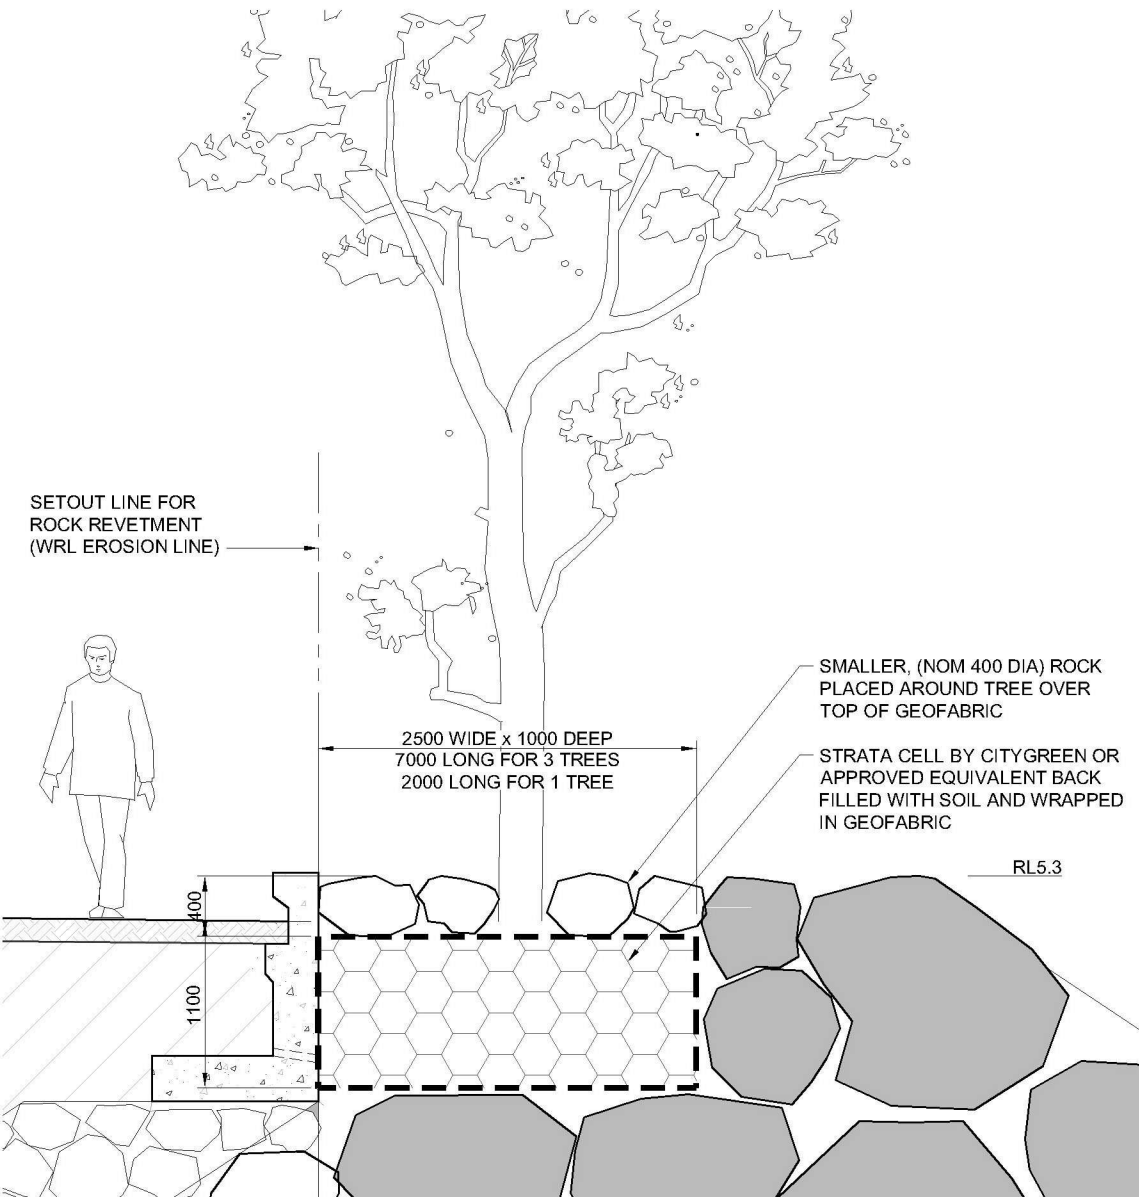 SETOUT LINE FOR
ROCK REVETMENT
(WRL EROSION LINE)
SMALLER, (NOM 400 DIA) ROCK
PLACED AROUND TREE OVER
TOP OF GEOFABRIC
2500 WIDE x 1000 DEEP
7000 LONG FOR 3 TREES
2000 LONG FOR 1 TREE
STRATA CELL BY CITYGREEN OR
APPROVED EQUIVALENT BACK
FILLED WITH SOIL AND WRAPPED
IN GEOFABRIC
RL5.3
400
1100